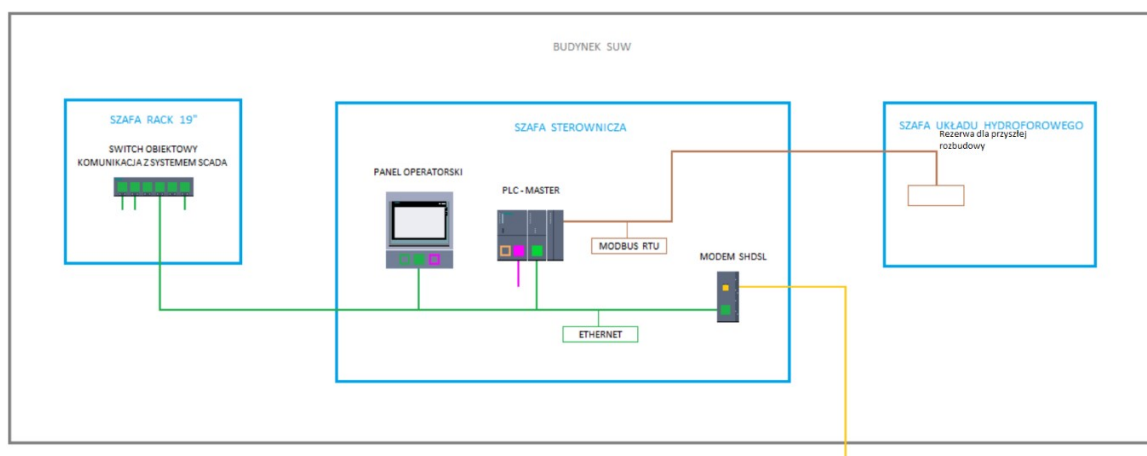 BUDYNEK SUW
SZAFA RACK 19"
SWITCH OBIEKTOWY
KOMUNIKACJA Z SYSTEMEM SCADA
SZAFA STEROWNICZA
PANEL OPERATORSKI
PLC - MASTER
MODBUS RTU
MODEM SHDSL
ETHERNET
SZAFA UKŁADU HYDROFOROWEGO
Rezerwa dla przyszłej
rozbudowy